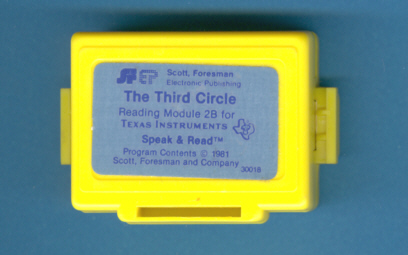 SF EP Scott, Foresman
Electronic Publishing
The Third Circle
Reading Module 2B for
TEXAS INSTRUMENTS
Speak & Read™
Program Contents © 1981
Scott, Foresman and Company
30018